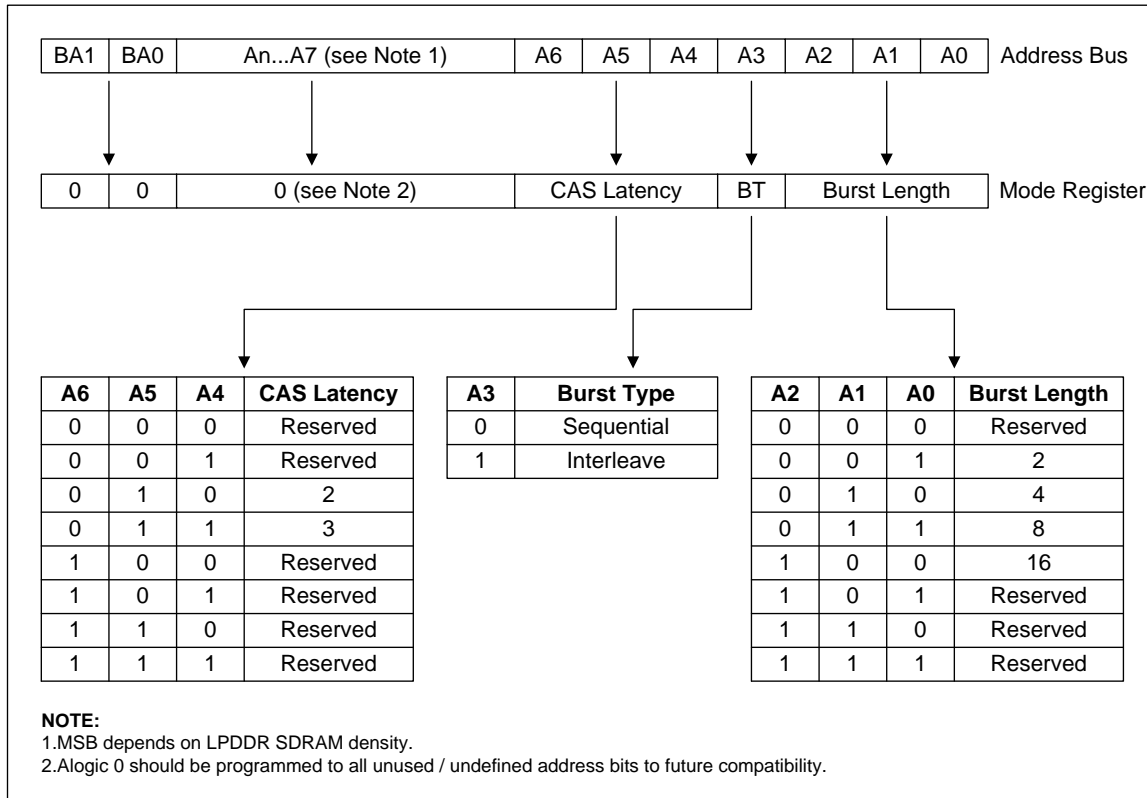 BA1 BA0 An...A7 (see Note 1) A6 A5 A4 A3 A2 A1 A0 Address Bus
0 0 0 (see Note 2) CAS Latency BT Burst Length Mode Register
A6 A5 A4 CAS Latency
0 0 0 Reserved
0 0 1 Reserved
0 1 0 2
0 1 1 3
1 0 0 Reserved
1 0 1 Reserved
1 1 0 Reserved
1 1 1 Reserved
A3 Burst Type
0 Sequential
1 Interleave
A2 A1 A0 Burst Length
0 0 0 Reserved
0 0 1 2
0 1 0 4
0 1 1 8
1 0 0 16
1 0 1 Reserved
1 1 0 Reserved
1 1 1 Reserved
NOTE:
1.MSB depends on LPDDR SDRAM density.
2.Alogic 0 should be programmed to all unused / undefined address bits to future compatibility.